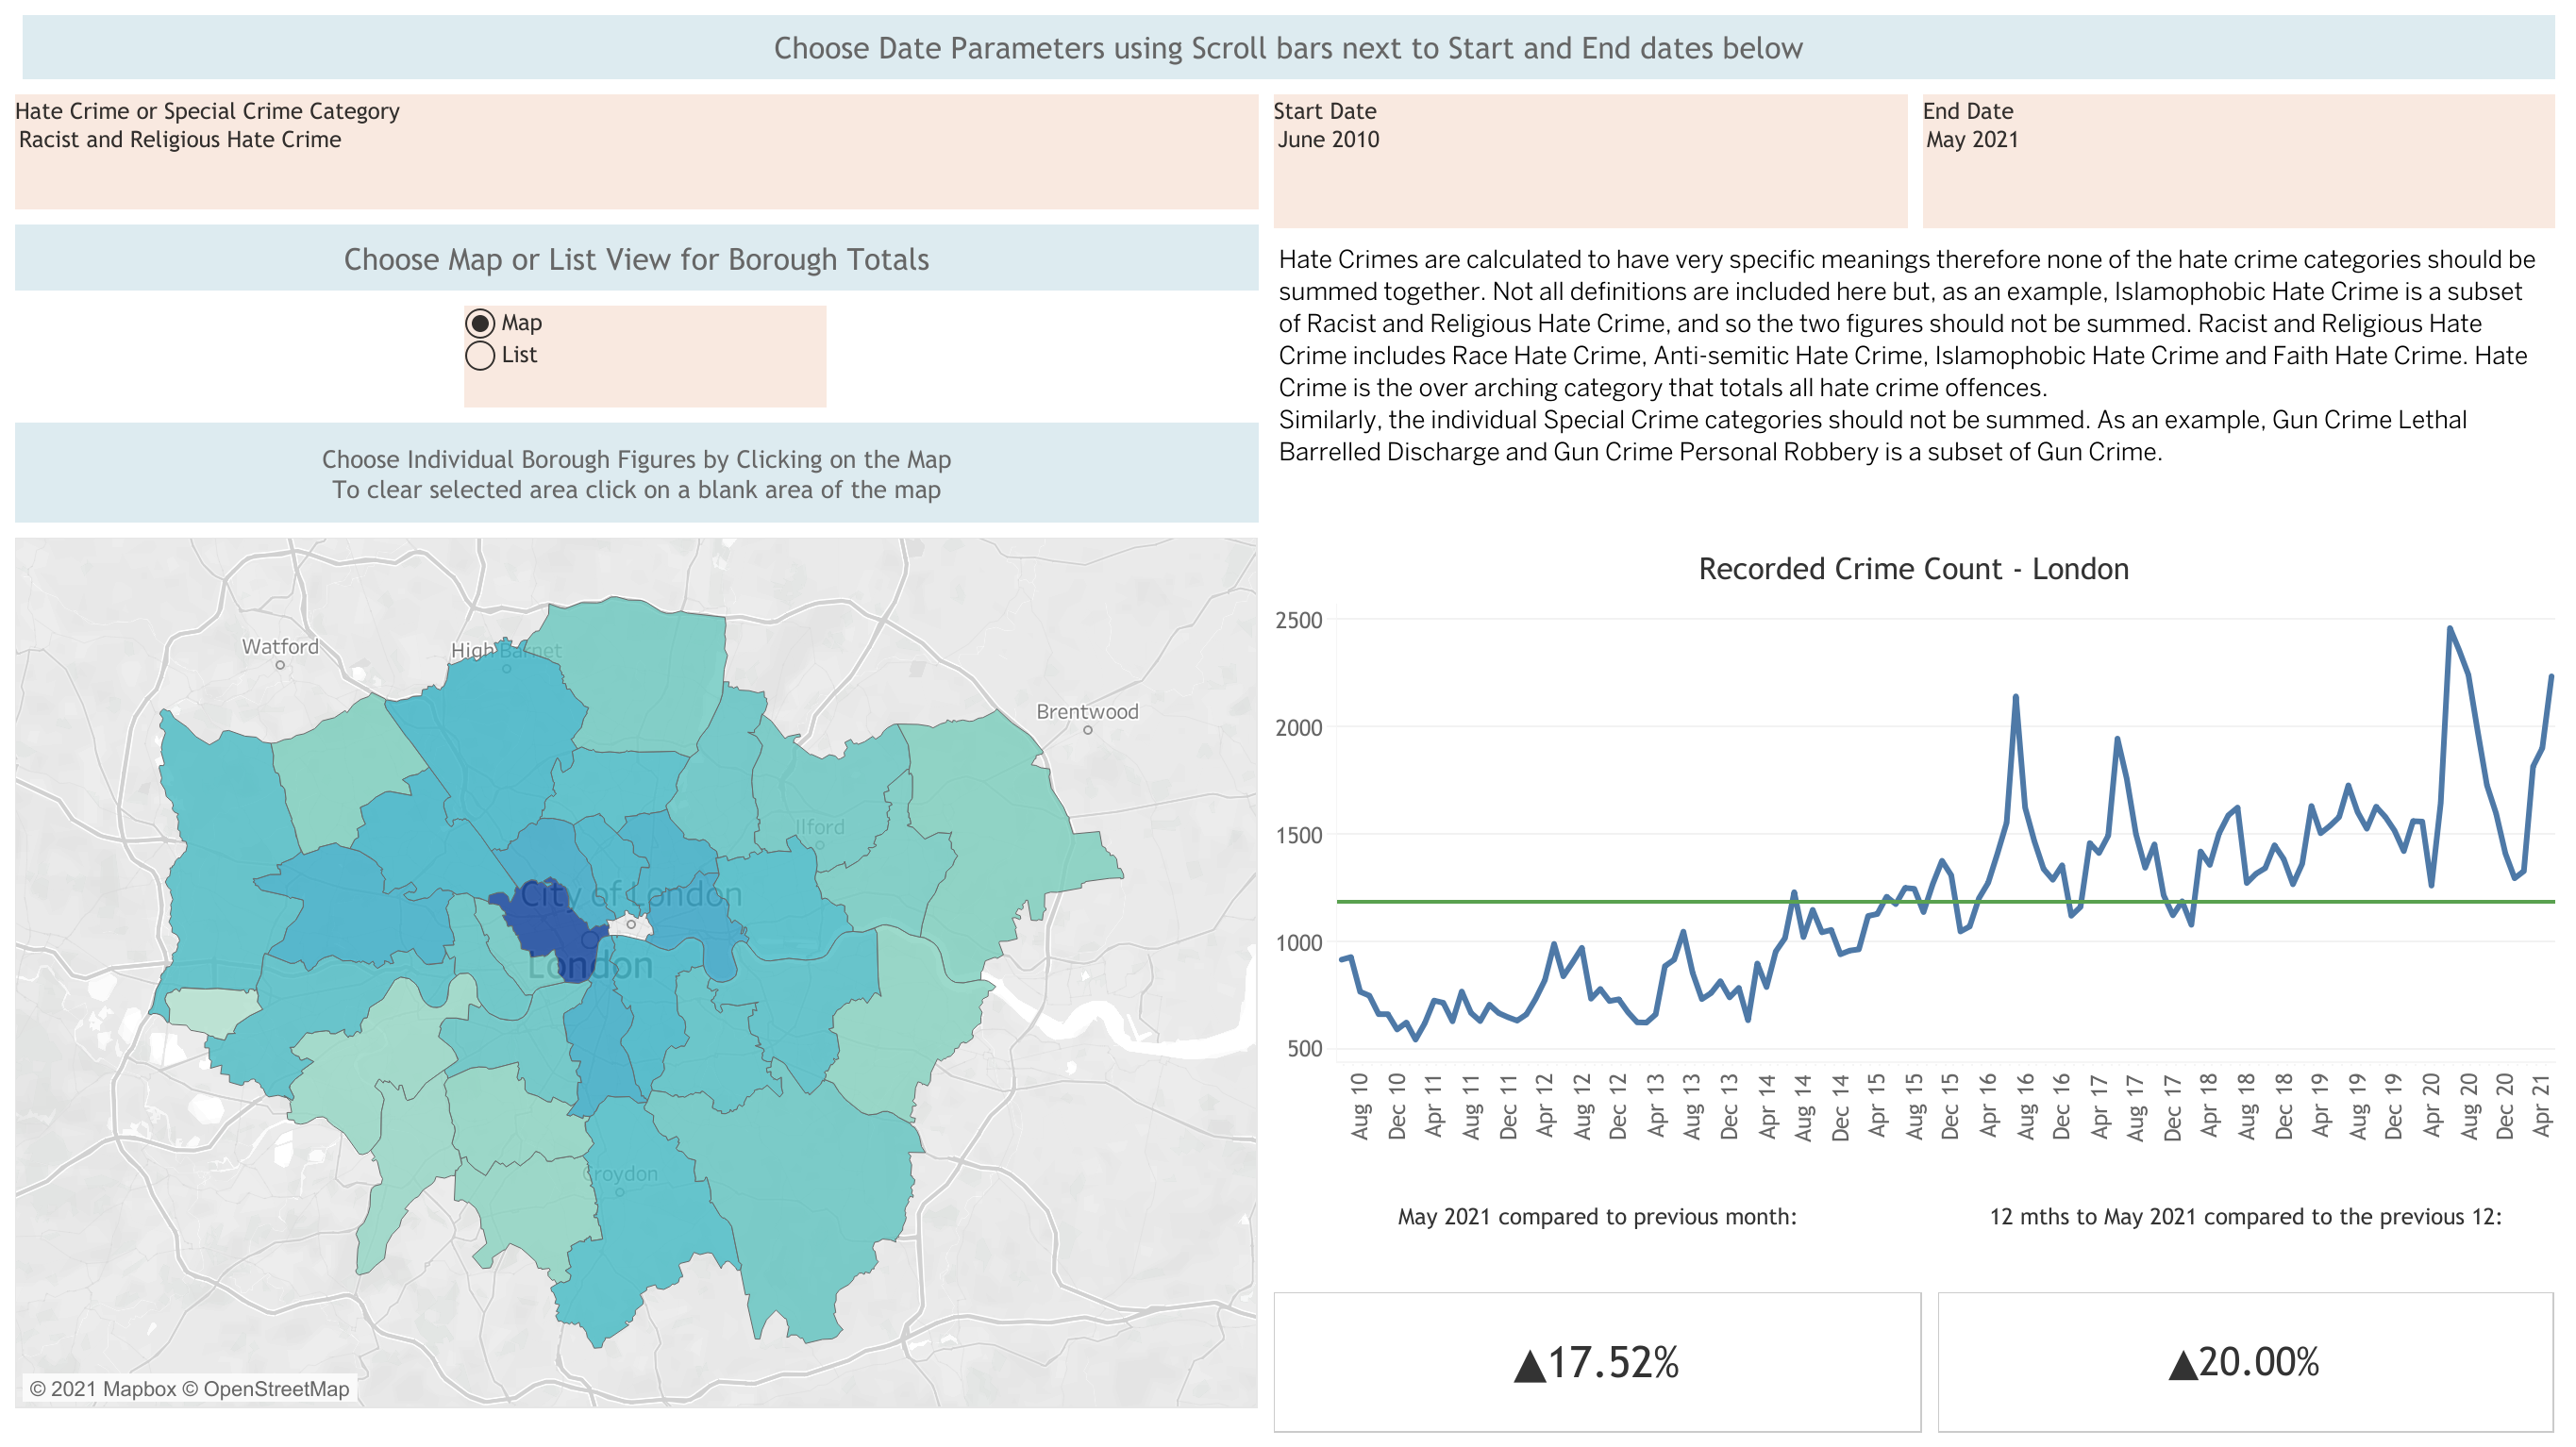 Choose Date Parameters using Scroll bars next to Start and End dates below
Hate Crime or Special Crime Category
Racist and Religious Hate Crime
Start Date
June 2010
End Date
May 2021
Choose Map or List View for Borough Totals
Map
List
Choose Individual Borough Figures by Clicking on the Map
To clear selected area click on a blank area of the map
Hate Crimes are calculated to have very specific meanings therefore none of the hate crime categories should be
summed together. Not all definitions are included here but, as an example, Islamophobic Hate Crime is a subset
of Racist and Religious Hate Crime, and so the two figures should not be summed. Racist and Religious Hate
Crime includes Race Hate Crime, Anti-semitic Hate Crime, Islamophobic Hate Crime and Faith Hate Crime. Hate
Crime is the over arching category that totals all hate crime offences.
Similarly, the individual Special Crime categories should not be summed. As an example, Gun Crime Lethal
Barrelled Discharge and Gun Crime Personal Robbery is a subset of Gun Crime.
Watford
High Barnet
Brentwood
Ilford
City of London
London
Croydon
© 2021 Mapbox © OpenStreetMap
Recorded Crime Count - London
2500
2000
1500
1000
500
Aug 10
Dec 10
Apr 11
Aug 11
Dec 11
Apr 12
Aug 12
Dec 12
Apr 13
Aug 13
Dec 13
Apr 14
Aug 14
Dec 14
Apr 15
Aug 15
Dec 15
Apr 16
Aug 16
Dec 16
Apr 17
Aug 17
Dec 17
Apr 18
Aug 18
Dec 18
Apr 19
Aug 19
Dec 19
Apr 20
Aug 20
Dec 20
Apr 21
May 2021 compared to previous month:
▲17.52%
12 mths to May 2021 compared to the previous 12:
▲20.00%